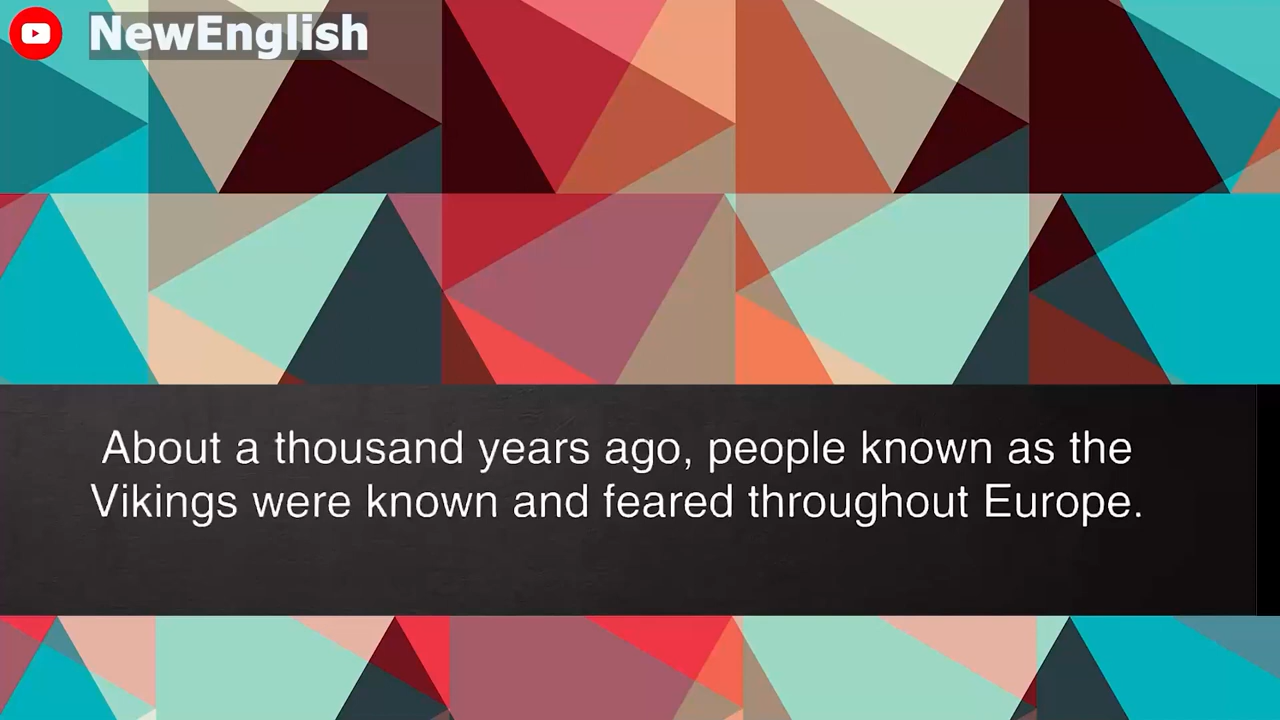 NewEnglish
About a thousand years ago, people known as the
Vikings were known and feared throughout Europe.